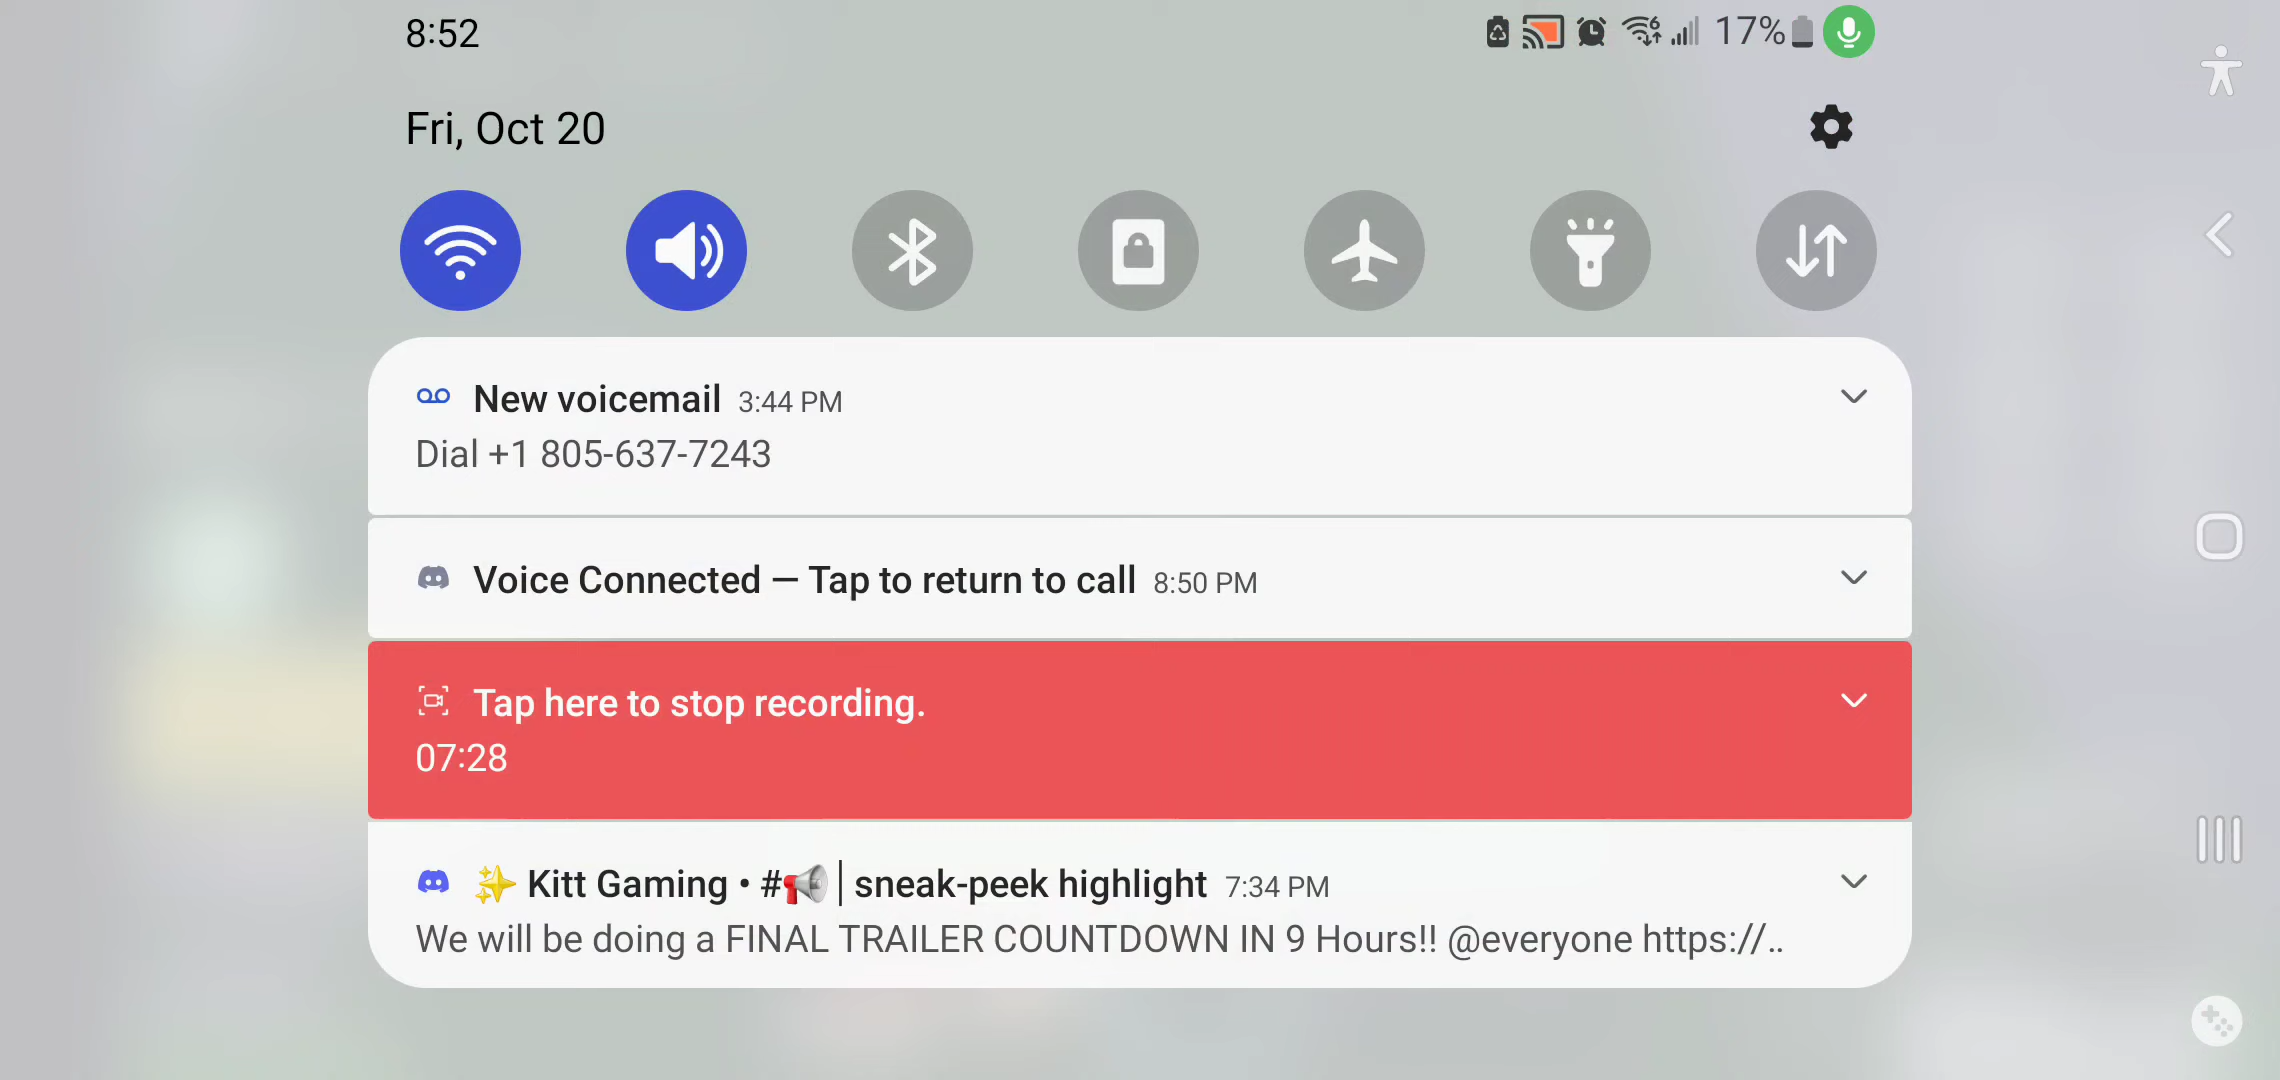 8:52
17%
Fri, Oct 20
New voicemail 3:44 PM
Dial +1 805-637-7243
Voice Connected — Tap to return to call 8:50 PM
Tap here to stop recording.
07:28
✨ Kitt Gaming • #📢│sneak-peek highlight 7:34 PM
We will be doing a FINAL TRAILER COUNTDOWN IN 9 Hours!! @everyone https://..